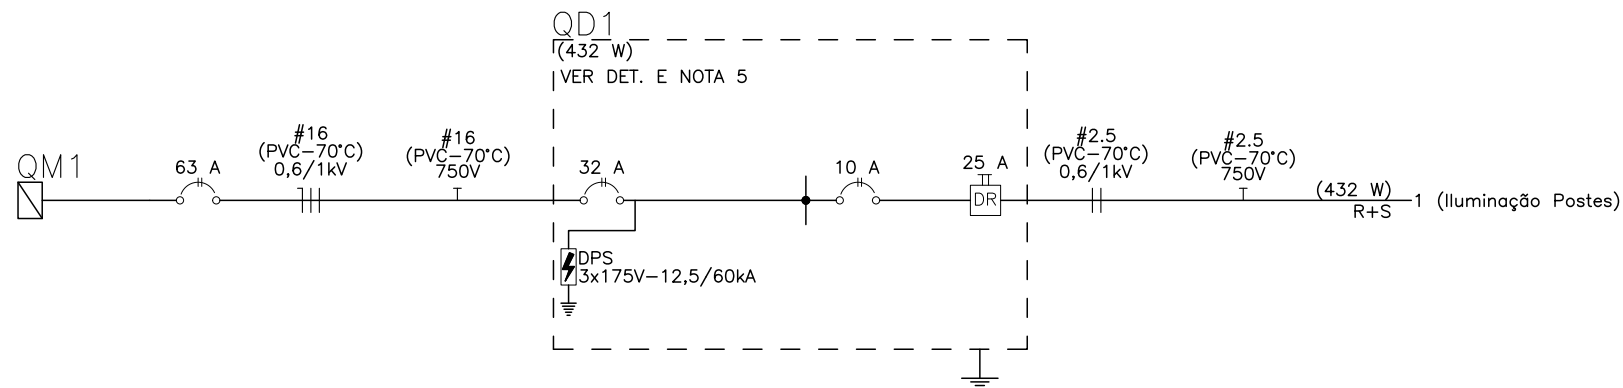 QD1
(432 W)
VER DET. E NOTA 5
QM1
63 A
#16
(PVC-70°C)
0,6/1kV
#16
(PVC-70°C)
750V
32 A
10 A
25 A
DR
#2.5
(PVC-70°C)
0,6/1kV
#2.5
(PVC-70°C)
750V
(432 W)
R+S
1 (Iluminação Postes)
DPS
3x175V-12,5/60kA